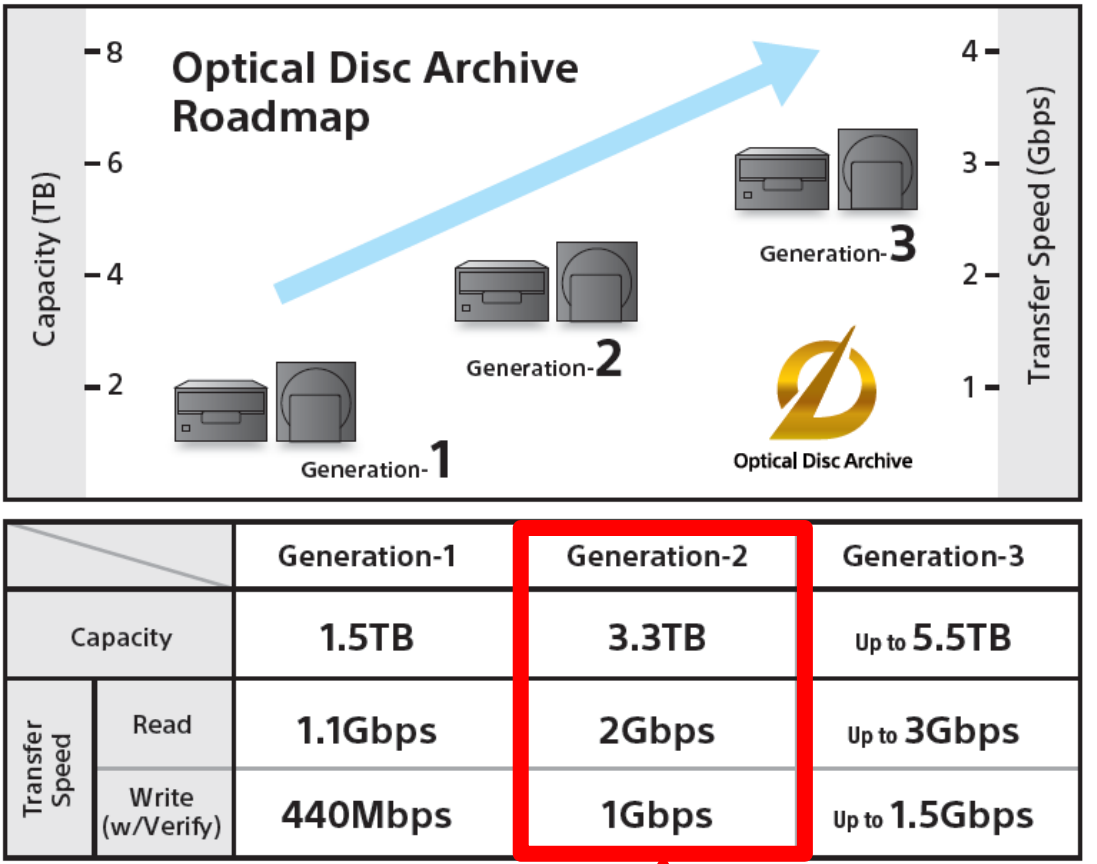 Optical Disc Archive
Roadmap
Capacity (TB)
8
6
4
2
Transfer Speed (Gbps)
4
3
2
1
Generation-1
Generation-2
Generation-3
Optical Disc Archive
Generation-1 Generation-2 Generation-3
Capacity 1.5TB 3.3TB Up to 5.5TB
Transfer
Speed
Read 1.1Gbps 2Gbps Up to 3Gbps
Write
(w/Verify) 440Mbps 1Gbps Up to 1.5Gbps